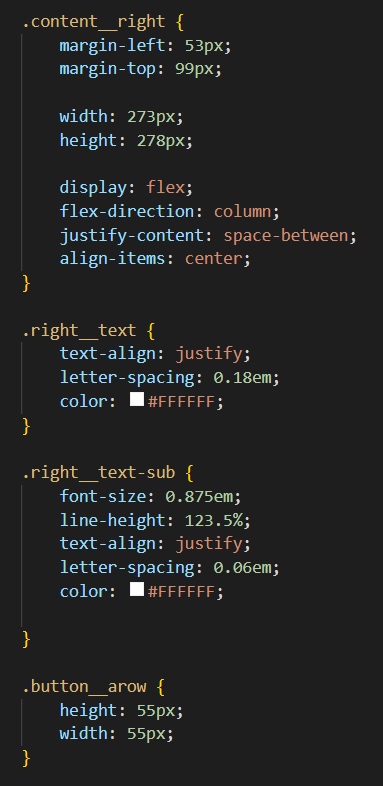 .content__right {
margin-left: 53px;
margin-top: 99px;
width: 273px;
height: 278px;
display: flex;
flex-direction: column;
justify-content: space-between;
align-items: center;
}
.right__text {
text-align: justify;
letter-spacing: 0.18em;
color: #FFFFFF;
}
.right__text-sub {
font-size: 0.875em;
line-height: 123.5%;
text-align: justify;
letter-spacing: 0.06em;
color: #FFFFFF;
}
.button__arow {
height: 55px;
width: 55px;
}